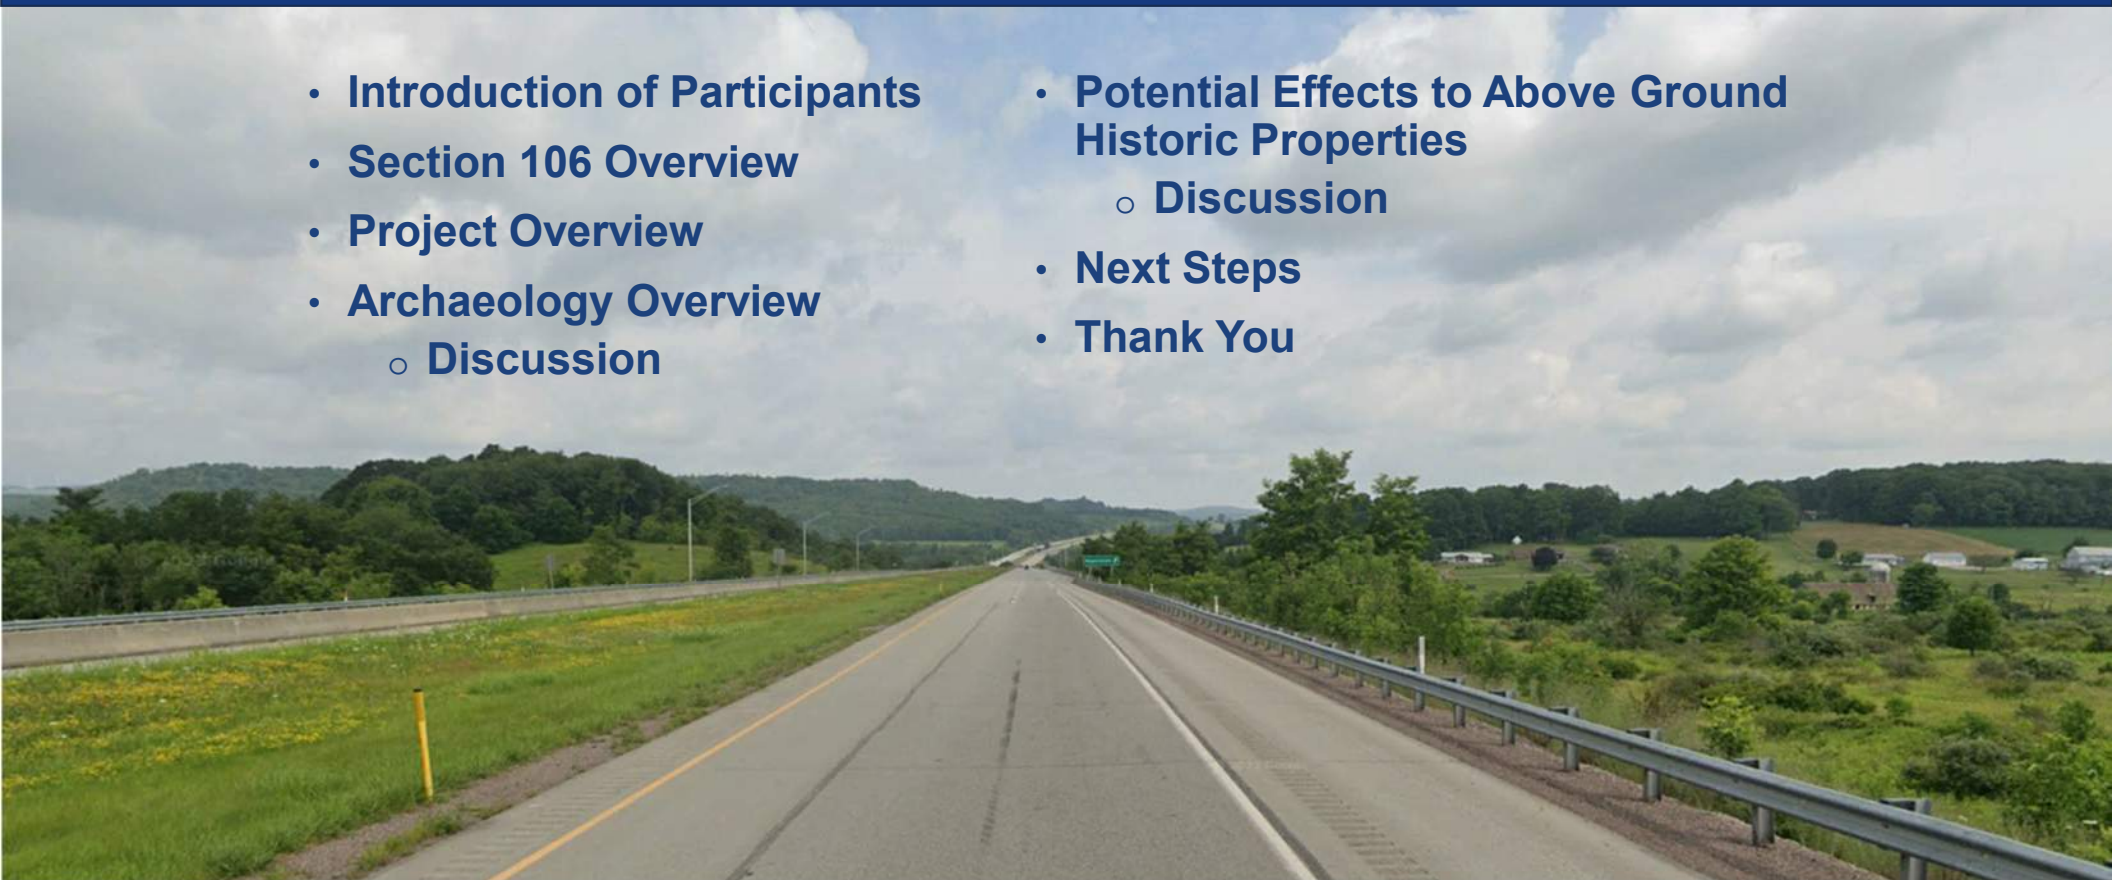 • Introduction of Participants
• Section 106 Overview
• Project Overview
• Archaeology Overview
o Discussion
• Potential Effects to Above Ground
Historic Properties
o Discussion
• Next Steps
• Thank You